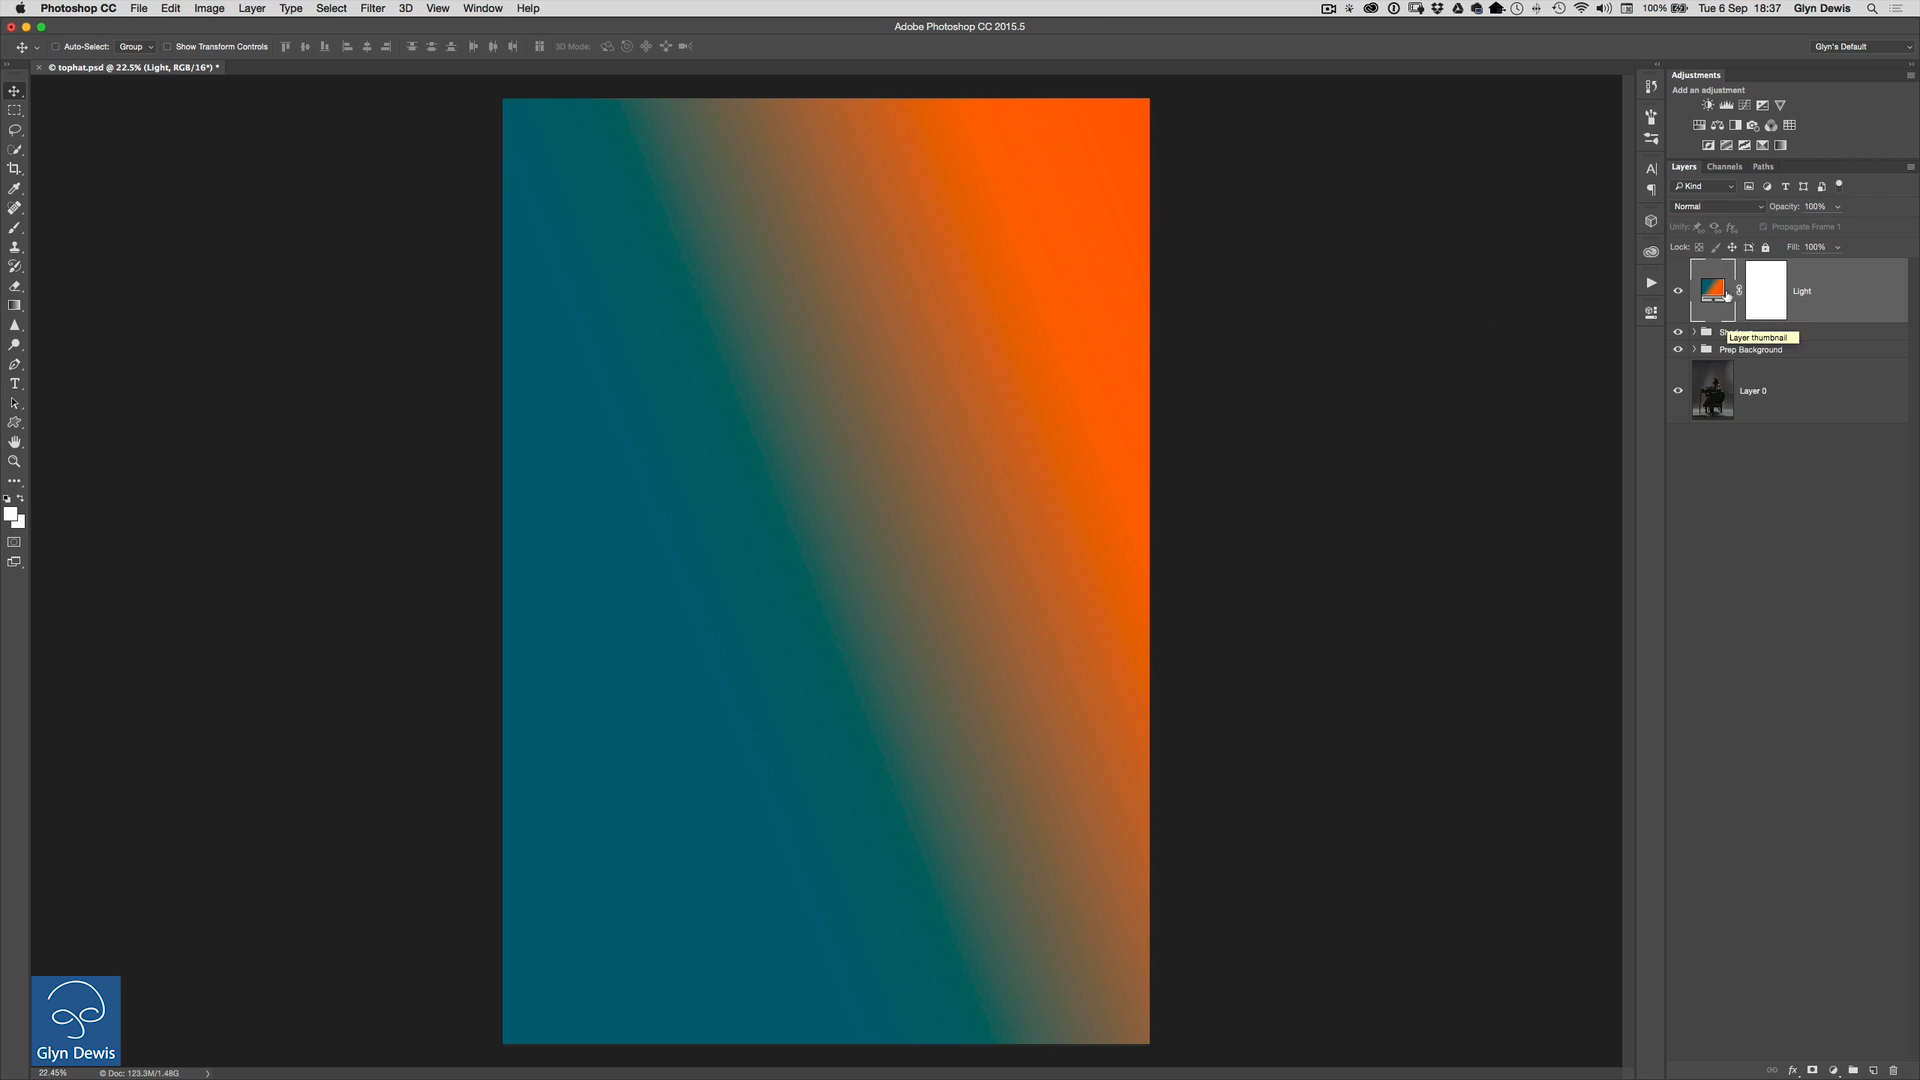 Photoshop CC File Edit Image Layer Type Select Filter 3D View Window Help 100% Tue 6 Sep 18:37 Glyn Dewis
Adobe Photoshop CC 2015.5
Auto-Select: Group Show Transform Controls 3D Mode: Glyn's Default
© tophat.psd @ 22.5% (Light, RGB/16*) *
Adjustments
Add an adjustment
Layers Channels Paths
Kind
Normal Opacity: 100%
Unify: Propagate Frame 1
Lock: Fill: 100%
Light
Layer thumbnail
Prep Background
Layer 0
Glyn Dewis
22.45% © Doc: 123.3M/1.48G